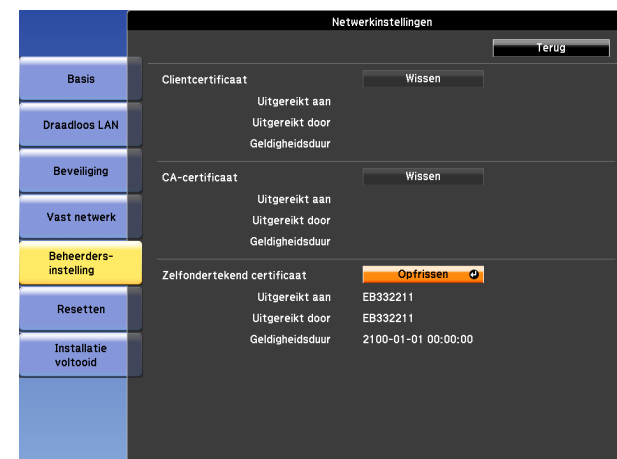 Netwerkinstellingen
Terug
Basis
Draadloos LAN
Beveiliging
Vast netwerk
Beheerders-
instelling
Resetten
Installatie
voltooid
Clientcertificaat Wissen
Uitgereikt aan
Uitgereikt door
Geldigheidsduur
CA-certificaat Wissen
Uitgereikt aan
Uitgereikt door
Geldigheidsduur
Zelfondertekend certificaat Opfrissen
Uitgereikt aan EB332211
Uitgereikt door EB332211
Geldigheidsduur 2100-01-01 00:00:00